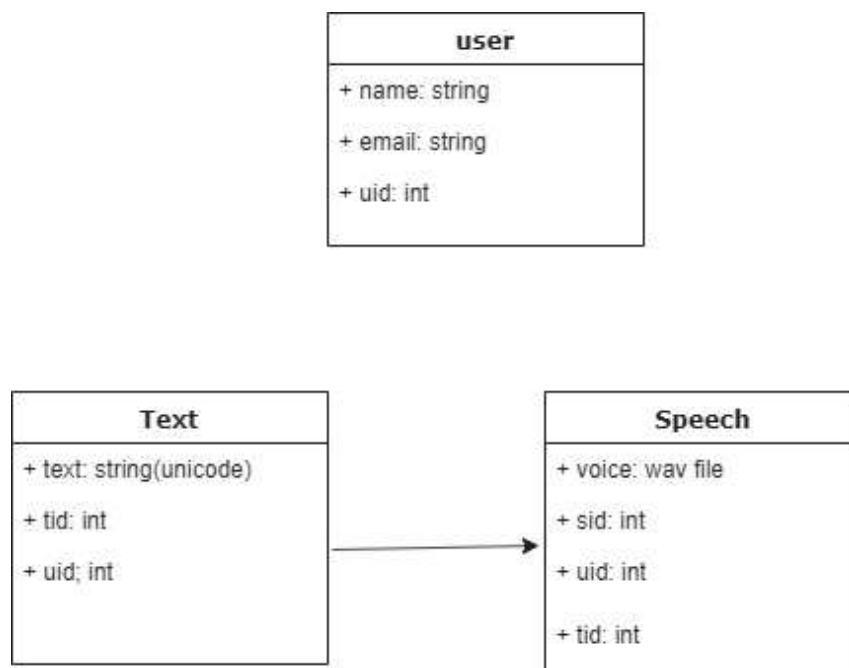 user
+ name: string
+ email: string
+ uid: int
Text
+ text: string(unicode)
+ tid: int
+ uid; int
Speech
+ voice: wav file
+ sid: int
+ uid: int
+ tid: int